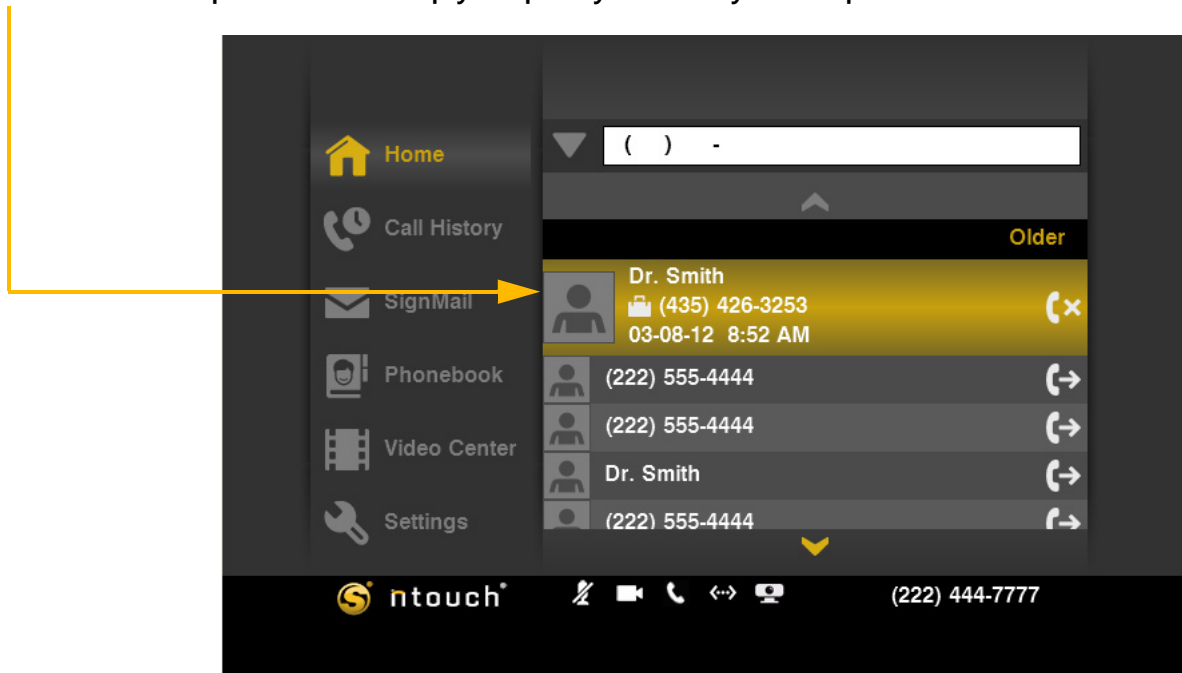 Home
Call History
SignMail
Phonebook
Video Center
Settings
( ) -
Older
Dr. Smith
(435) 426-3253
03-08-12 8:52 AM
(222) 555-4444
(222) 555-4444
Dr. Smith
(222) 555-4444
ntouch®
(222) 444-7777